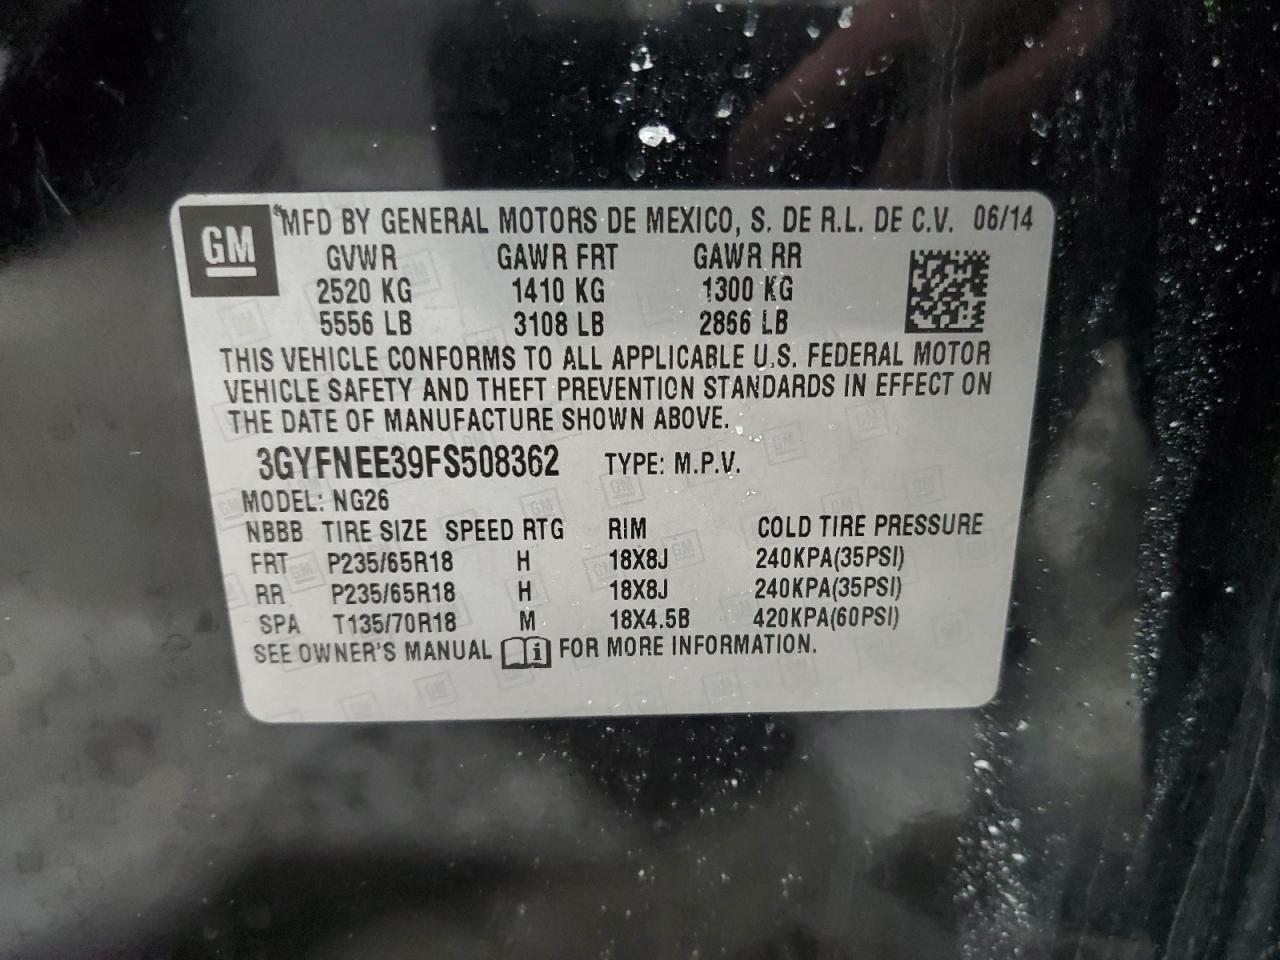 GM
MFD BY GENERAL MOTORS DE MEXICO, S. DE R.L. DE C.V. 06/14
GVWR GAWR FRT GAWR RR
2520 KG 1410 KG 1300 KG
5556 LB 3108 LB 2866 LB
THIS VEHICLE CONFORMS TO ALL APPLICABLE U.S. FEDERAL MOTOR
VEHICLE SAFETY AND THEFT PREVENTION STANDARDS IN EFFECT ON
THE DATE OF MANUFACTURE SHOWN ABOVE.
3GYFNEE39FS508362 TYPE: M.P.V.
MODEL: NG26
NBBB TIRE SIZE SPEED RTG RIM COLD TIRE PRESSURE
FRT P235/65R18 H 18X8J 240KPA(35PSI)
RR P235/65R18 H 18X8J 240KPA(35PSI)
SPA T135/70R18 M 18X4.5B 420KPA(60PSI)
SEE OWNER'S MANUAL i FOR MORE INFORMATION.